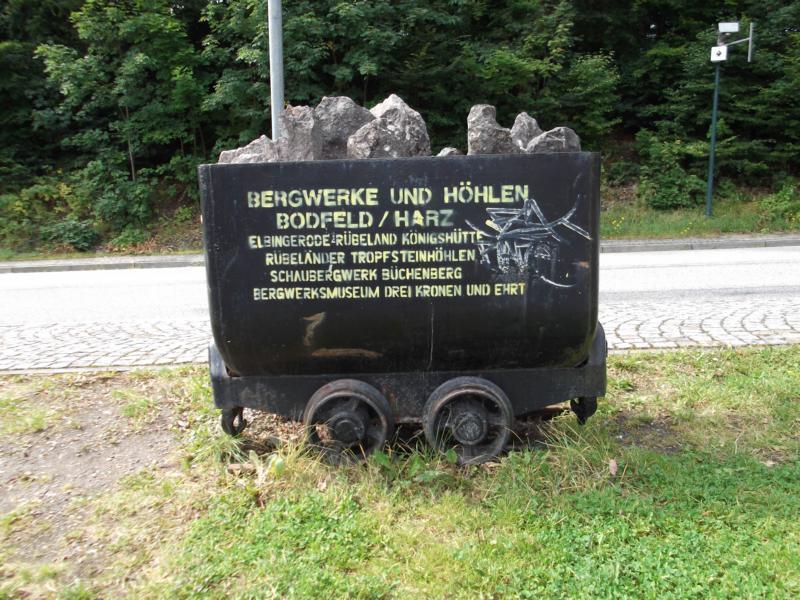 BERGWERKE UND HÖHLEN
BODFELD / HARZ
ELBINGERODE RÜBELAND KÖNIGSHÜTTE
RÜBELÄNDER TROPFSTEINHÖHLEN
SCHAUBERGWERK BÜCHENBERG
BERGWERKSMUSEUM DREI KRONEN UND EHRT